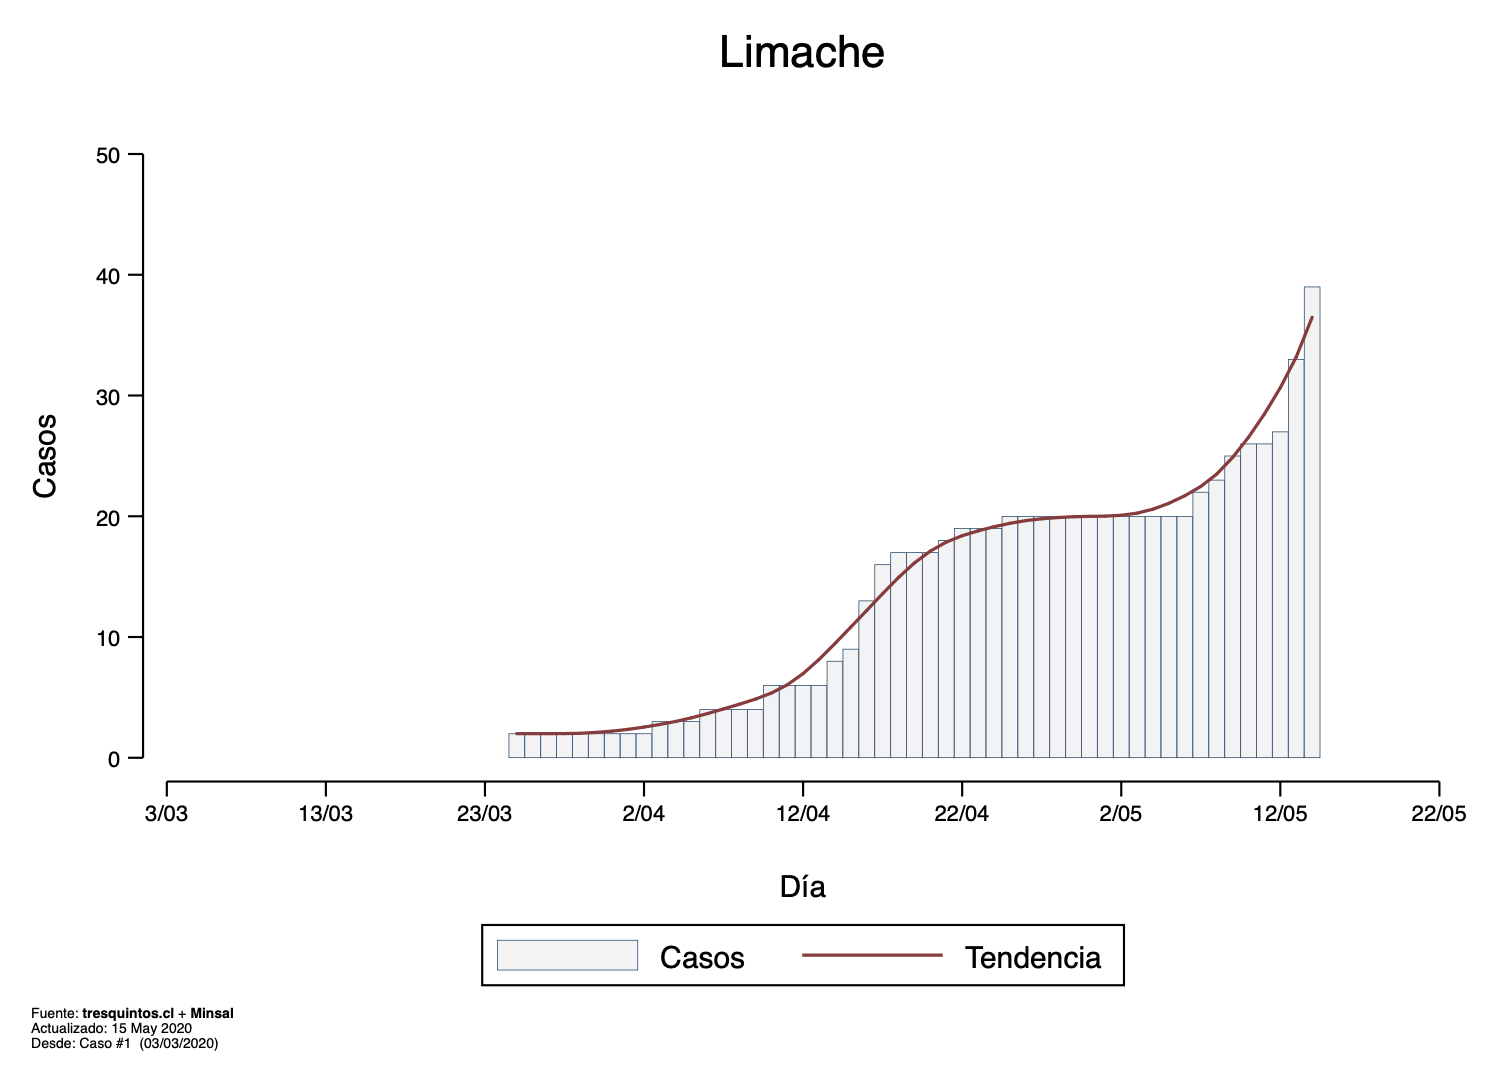 Limache
50
40
30
20
10
0
Casos
3/03 13/03 23/03 2/04 12/04 22/04 2/05 12/05 22/05
Día
Casos Tendencia
Fuente: tresquintos.cl + Minsal
Actualizado: 15 May 2020
Desde: Caso #1 (03/03/2020)